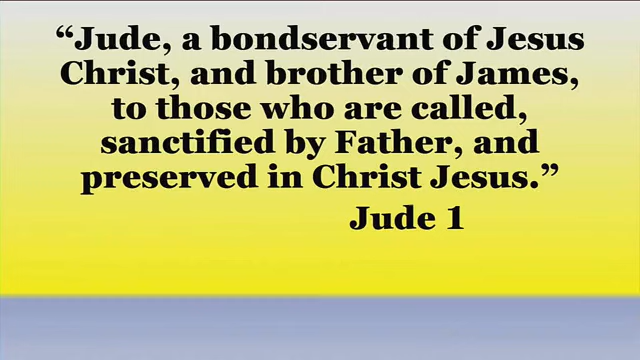 “Jude, a bondservant of Jesus
Christ, and brother of James,
to those who are called,
sanctified by Father, and
preserved in Christ Jesus.”
Jude 1